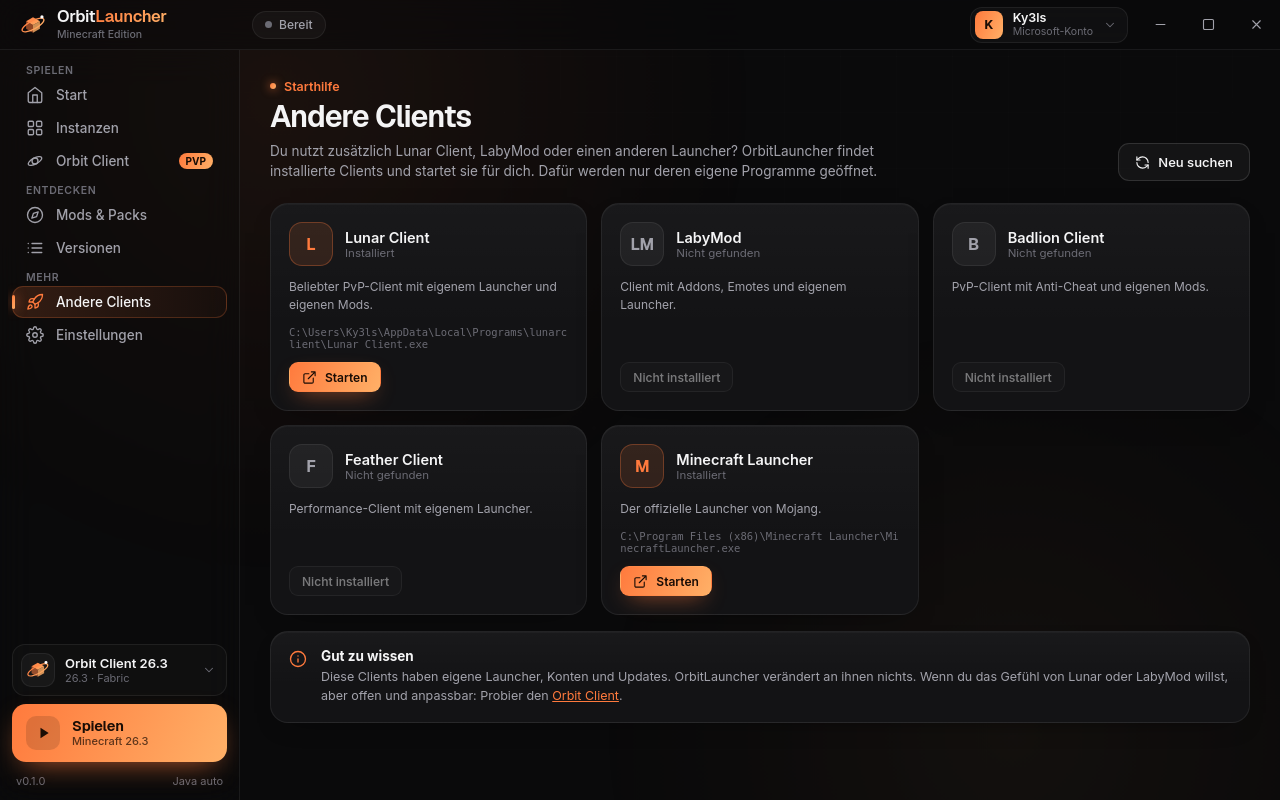 OrbitLauncher
Minecraft Edition
Bereit
K
Ky3ls
Microsoft-Konto
SPIELEN
Start
Instanzen
Orbit Client
PVP
ENTDECKEN
Mods & Packs
Versionen
MEHR
Andere Clients
Einstellungen
Orbit Client 26.3
26.3 · Fabric
Spielen
Minecraft 26.3
v0.1.0
Java auto
Starthilfe
Andere Clients
Du nutzt zusätzlich Lunar Client, LabyMod oder einen anderen Launcher? OrbitLauncher findet
installierte Clients und startet sie für dich. Dafür werden nur deren eigene Programme geöffnet.
Neu suchen
L
Lunar Client
Installiert
Beliebter PvP-Client mit eigenem Launcher und
eigenen Mods.
C:\Users\Ky3ls\AppData\Local\Programs\lunarc
lient\Lunar Client.exe
Starten
LM
LabyMod
Nicht gefunden
Client mit Addons, Emotes und eigenem
Launcher.
Nicht installiert
B
Badlion Client
Nicht gefunden
PvP-Client mit Anti-Cheat und eigenen Mods.
Nicht installiert
F
Feather Client
Nicht gefunden
Performance-Client mit eigenem Launcher.
Nicht installiert
M
Minecraft Launcher
Installiert
Der offizielle Launcher von Mojang.
C:\Program Files (x86)\Minecraft Launcher\Mi
necraftLauncher.exe
Starten
Gut zu wissen
Diese Clients haben eigene Launcher, Konten und Updates. OrbitLauncher verändert an ihnen nichts. Wenn du das Gefühl von Lunar oder LabyMod willst,
aber offen und anpassbar: Probier den Orbit Client.